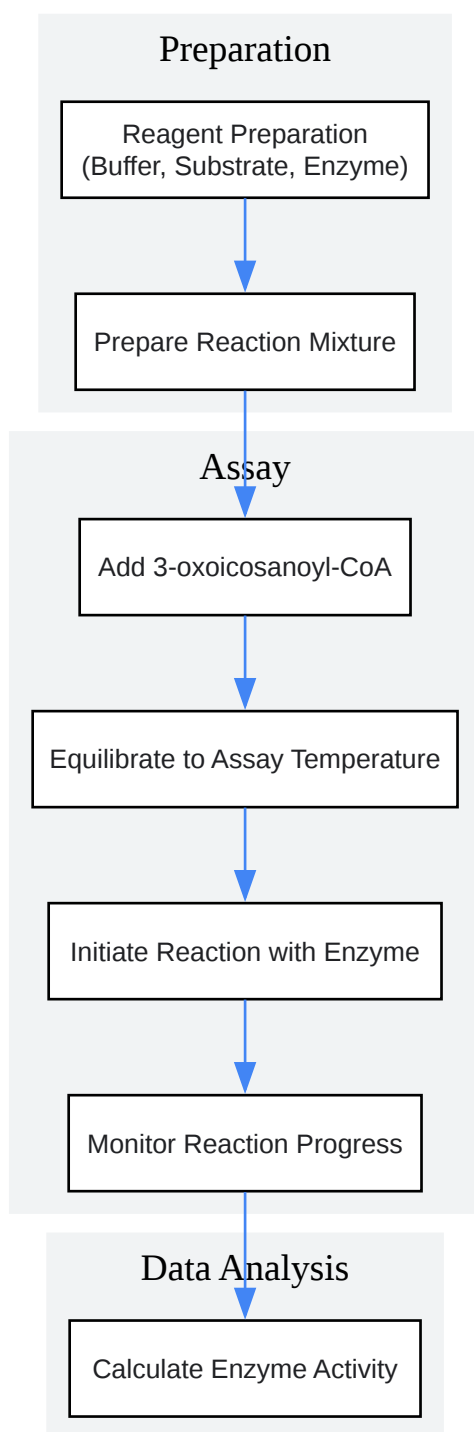 Preparation
Reagent Preparation
(Buffer, Substrate, Enzyme)
Prepare Reaction Mixture
Assay
Add 3-oxoicosanoyl-CoA
Equilibrate to Assay Temperature
Initiate Reaction with Enzyme
Monitor Reaction Progress
Data Analysis
Calculate Enzyme Activity